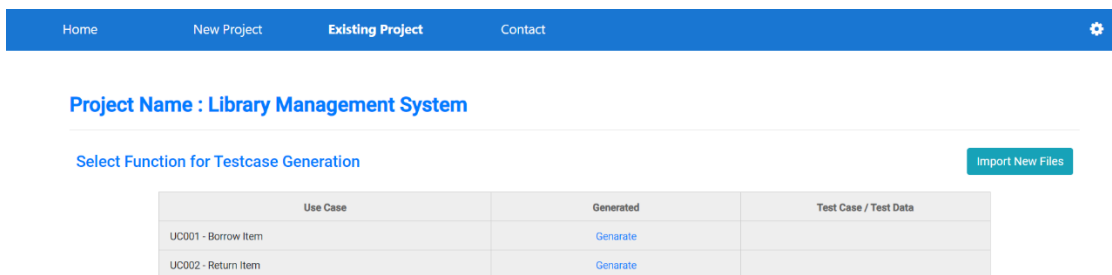 Home New Project Existing Project Contact
Project Name : Library Management System
Select Function for Testcase Generation Import New Files
Use Case Generated Test Case / Test Data
UC001 - Borrow Item Genarate
UC002 - Return Item Genarate